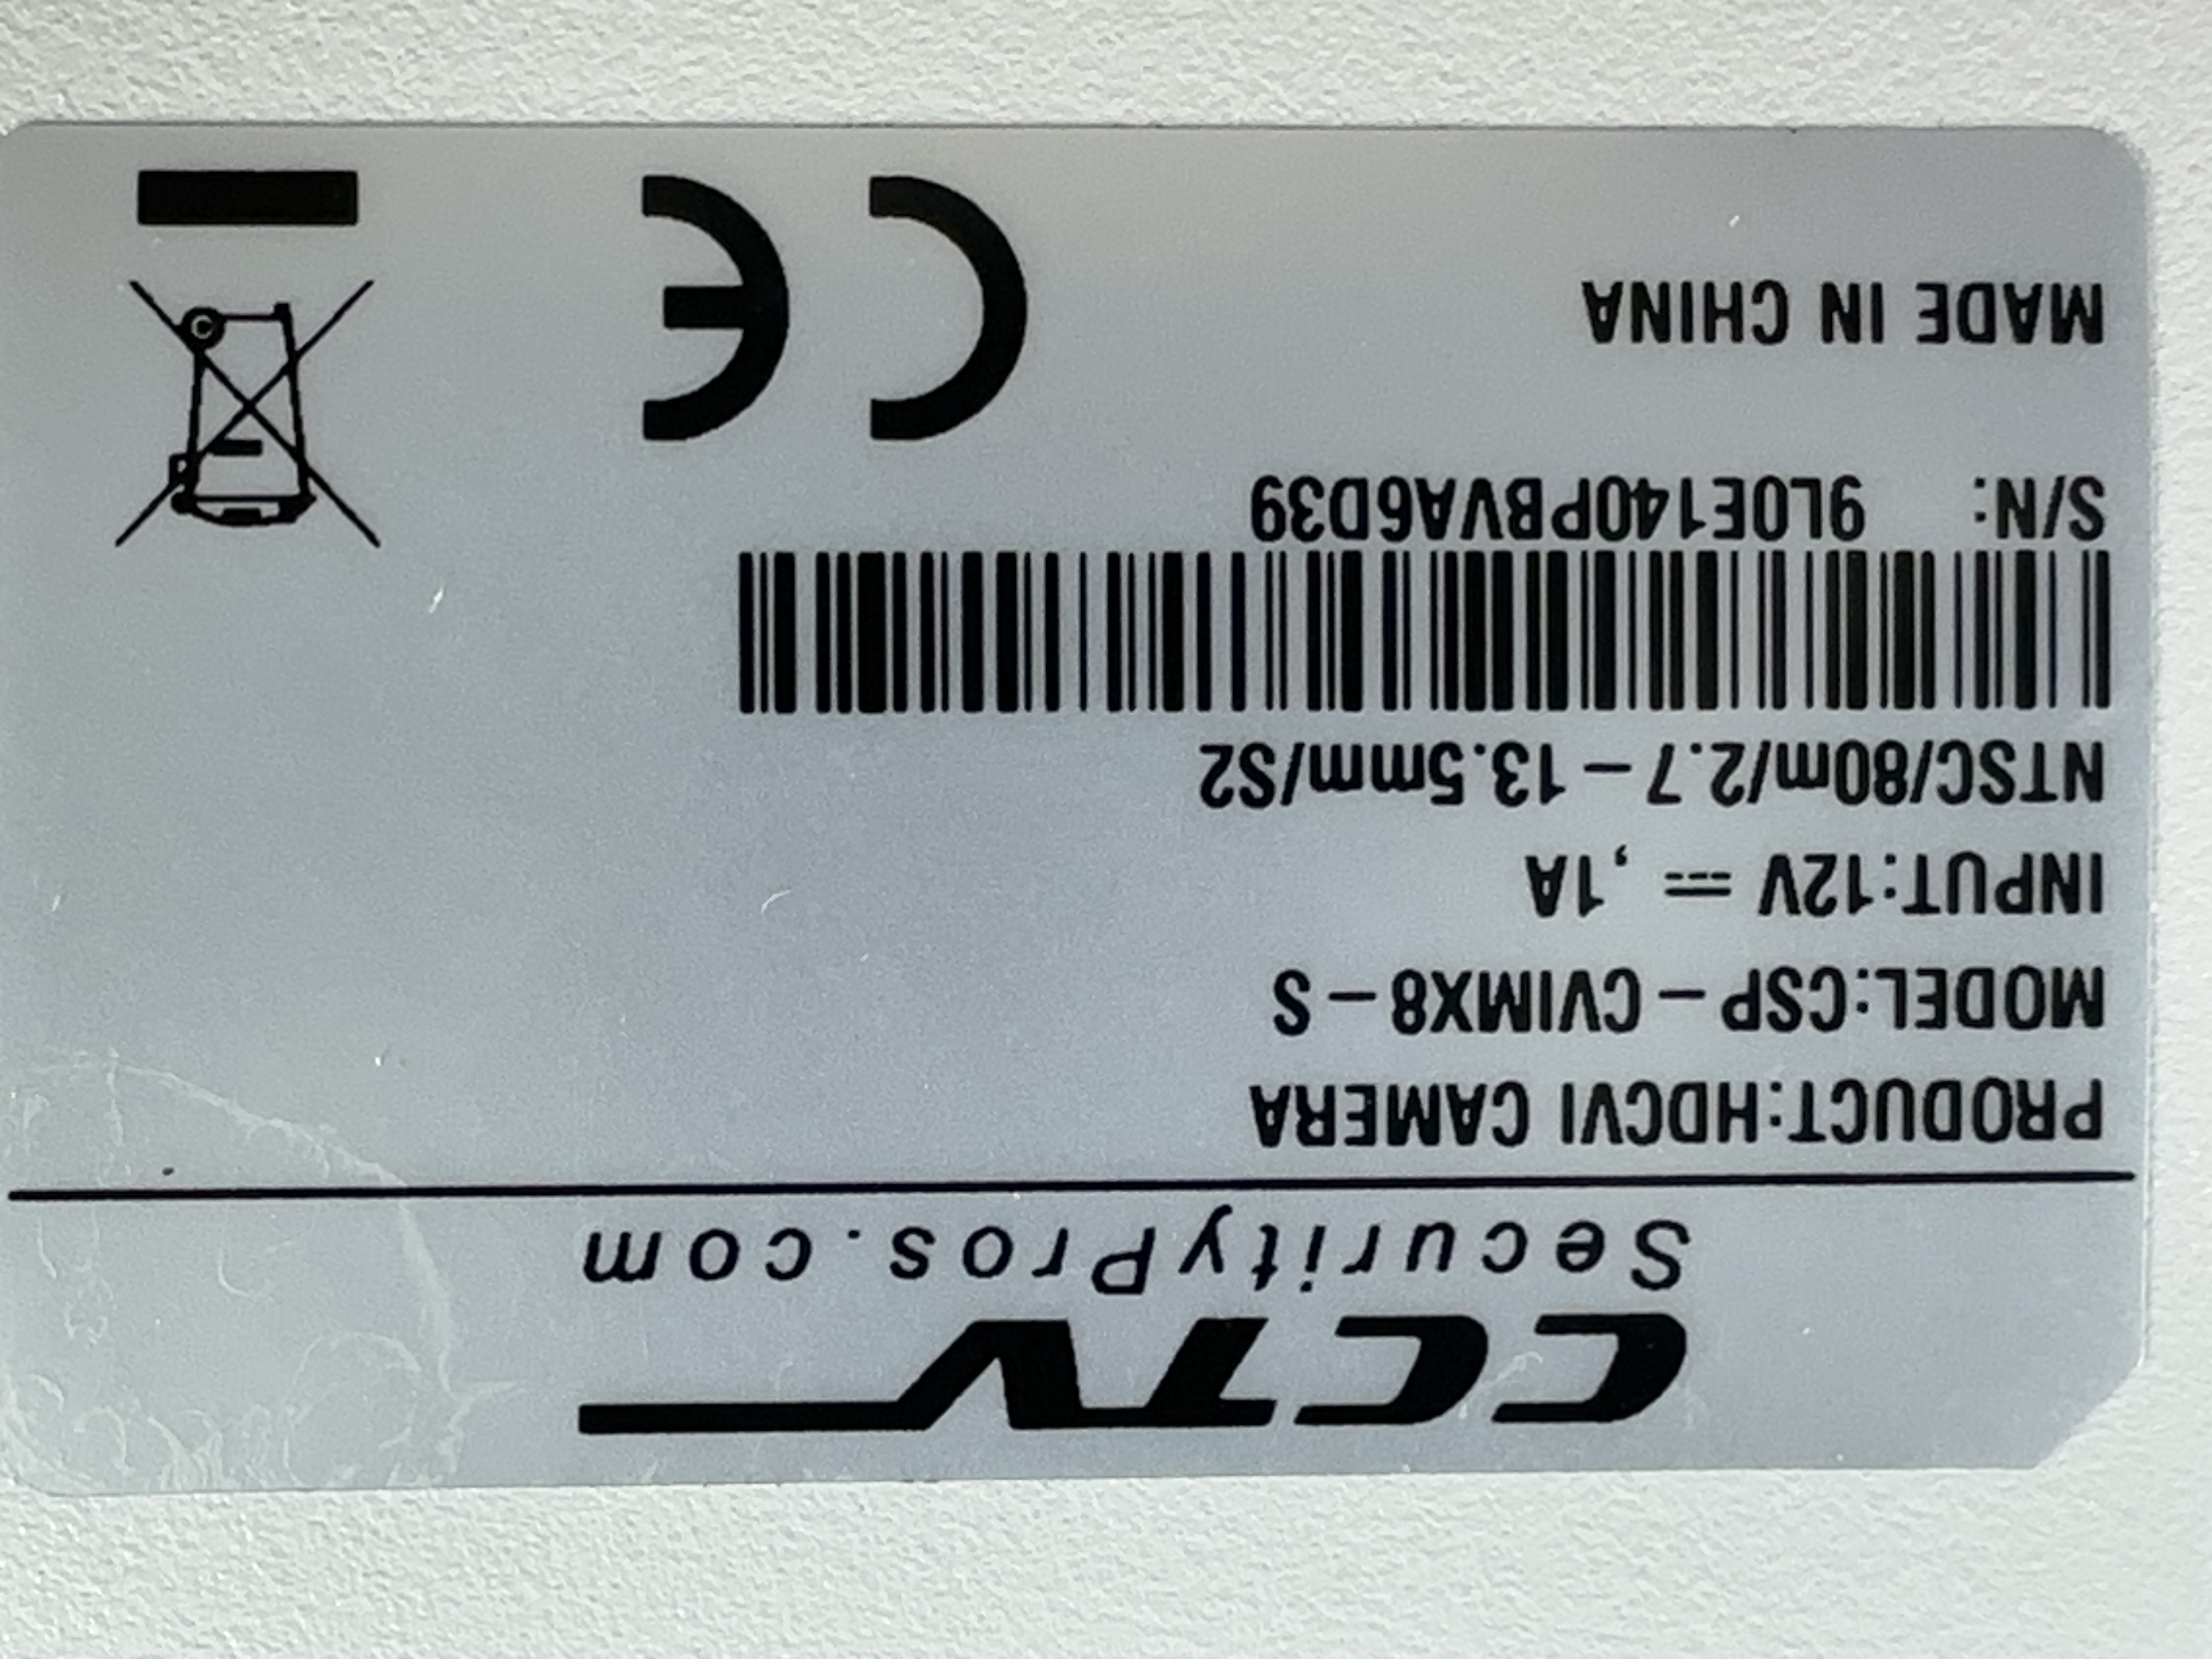 CCTV
SecurityPros.com
PRODUCT:HDCVI CAMERA
MODEL:CSP-CVIMX8-S
INPUT:12V ⎓ ,1A
NTSC/80m/2.7-13.5mm/S2
S/N: 9L0E140PBVA6D39
MADE IN CHINA
CE